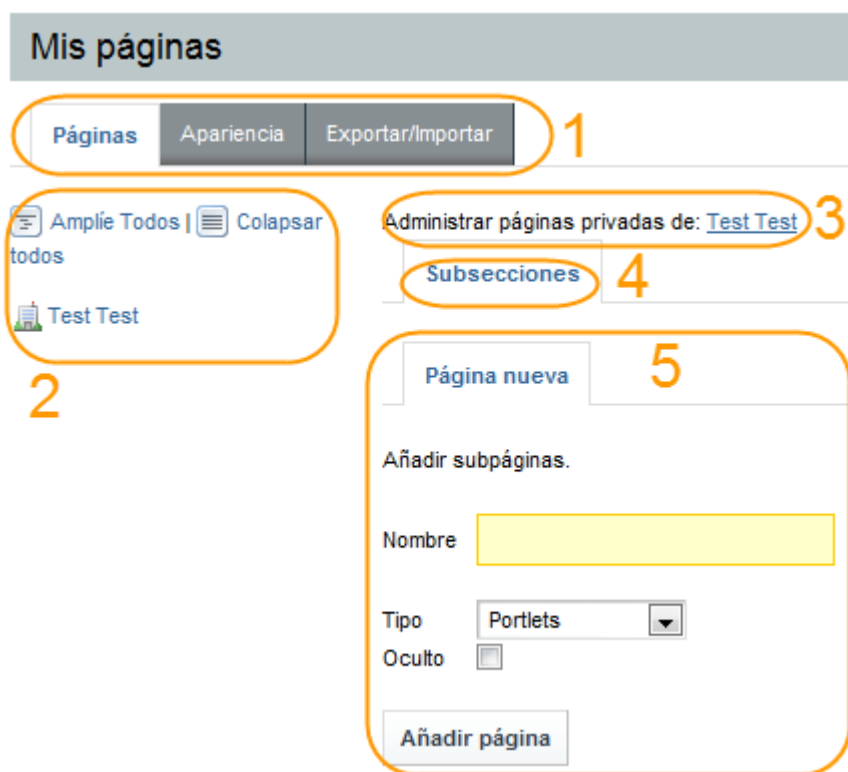 Mis páginas
Páginas Apariencia Exportar/Importar 1
Amplíe Todos | Colapsar
todos
Test Test
2
Administrar páginas privadas de: Test Test 3
Subsecciones 4
Página nueva 5
Añadir subpáginas.
Nombre
Tipo Portlets
Oculto
Añadir página